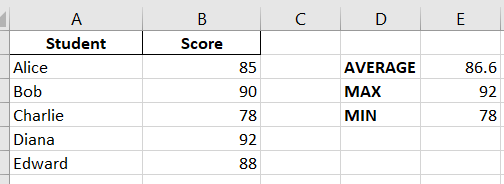 A B C D E
Student Score
Alice 85 AVERAGE 86.6
Bob 90 MAX 92
Charlie 78 MIN 78
Diana 92
Edward 88